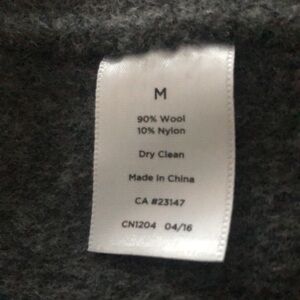 M
90% Wool
10% Nylon
Dry Clean
Made in China
CA #23147
CN1204 04/16